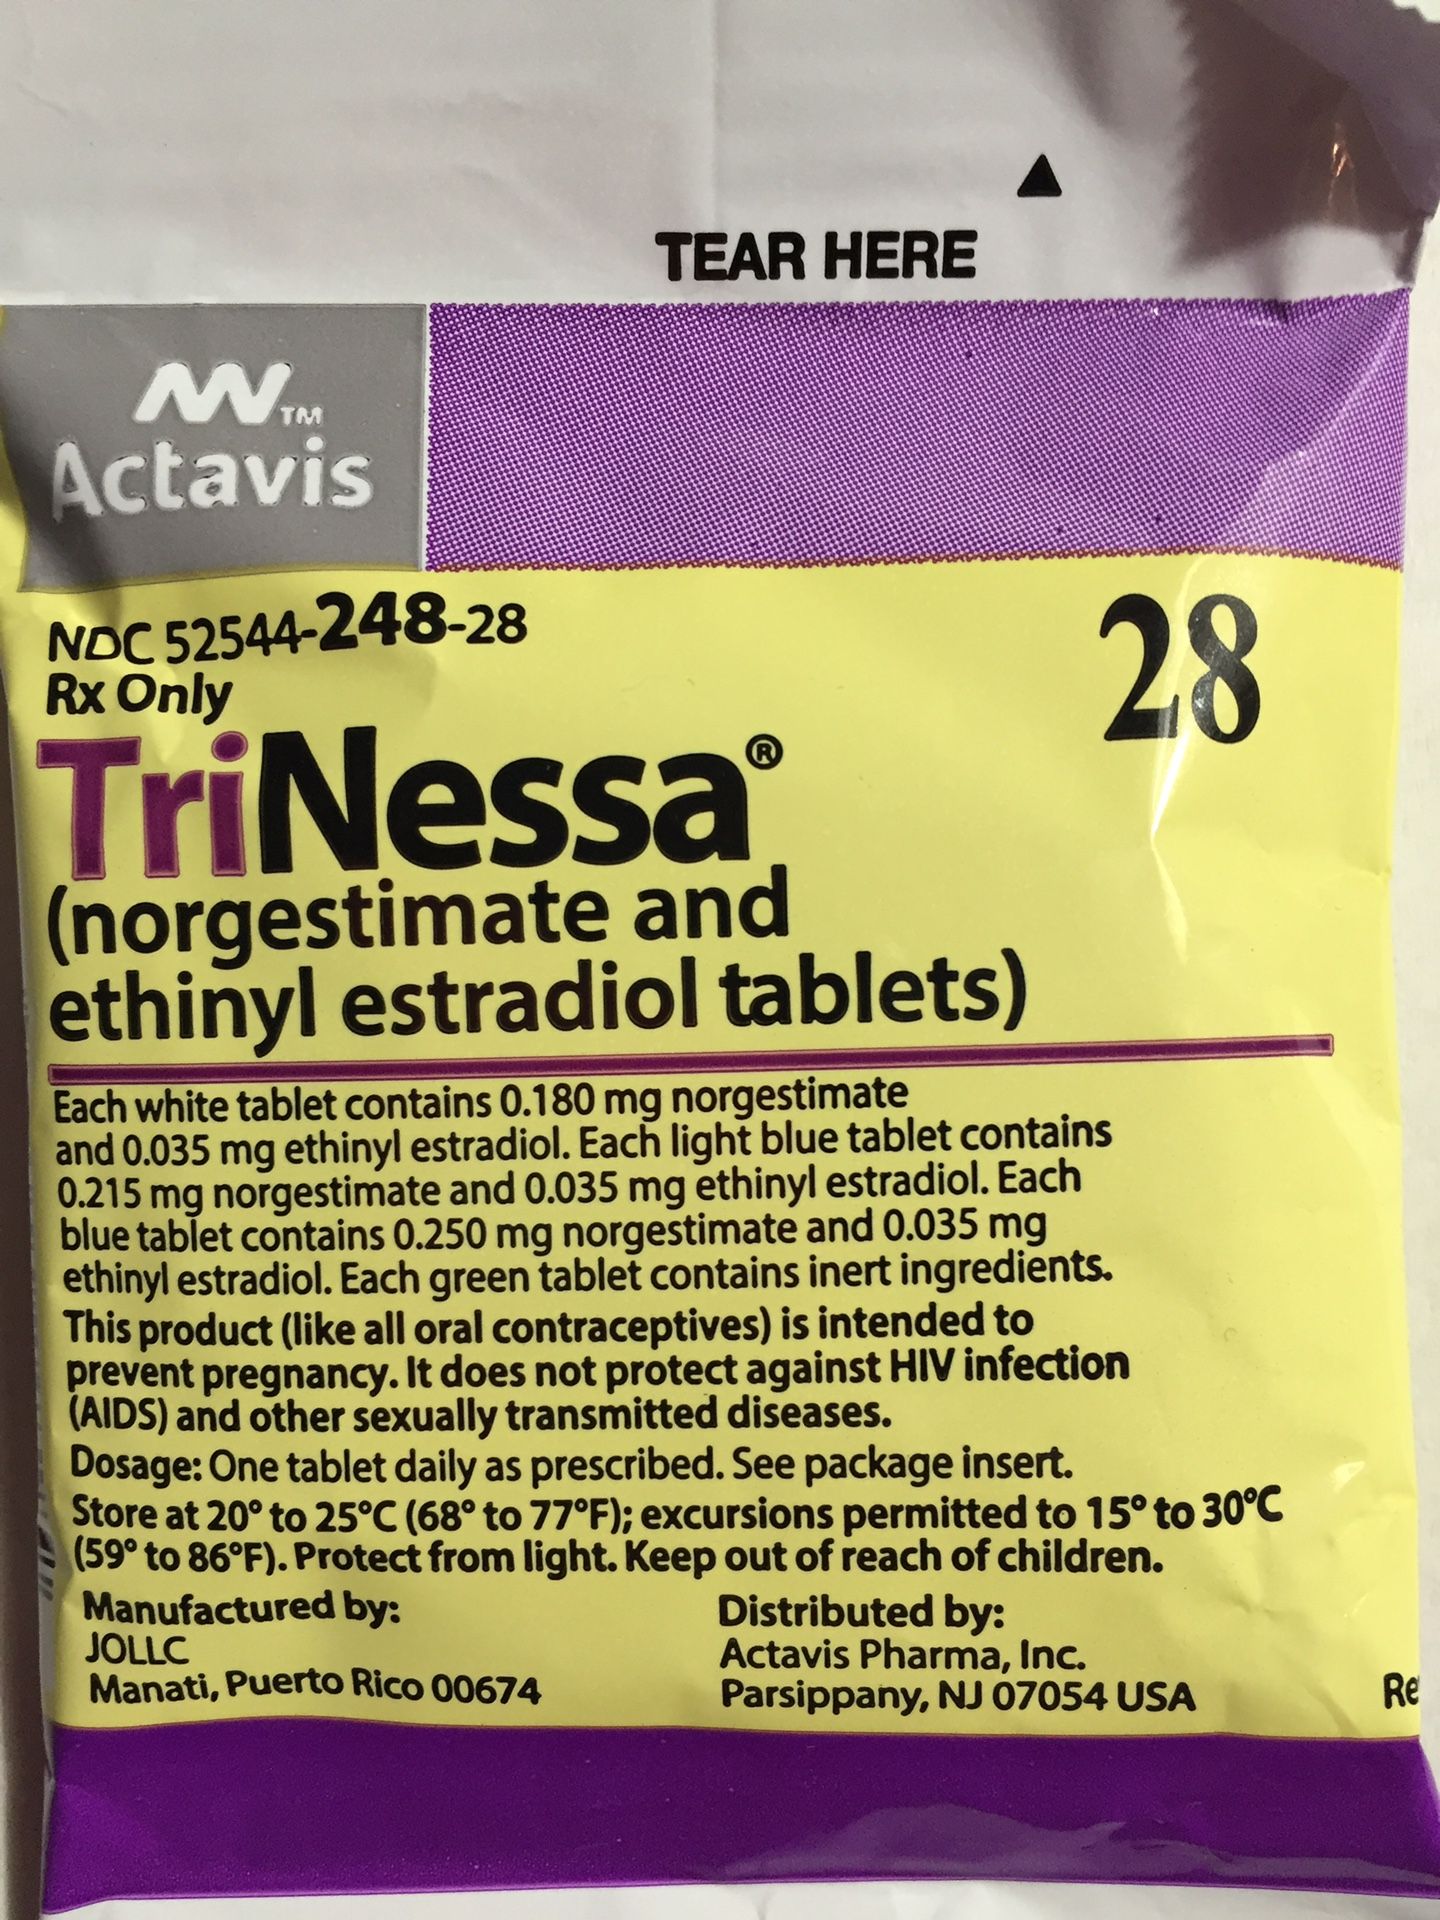 TEAR HERE
TM
Actavis
NDC 52544-248-28
Rx Only
28
TriNessa®
(norgestimate and
ethinyl estradiol tablets)
Each white tablet contains 0.180 mg norgestimate
and 0.035 mg ethinyl estradiol. Each light blue tablet contains
0.215 mg norgestimate and 0.035 mg ethinyl estradiol. Each
blue tablet contains 0.250 mg norgestimate and 0.035 mg
ethinyl estradiol. Each green tablet contains inert ingredients.
This product (like all oral contraceptives) is intended to
prevent pregnancy. It does not protect against HIV infection
(AIDS) and other sexually transmitted diseases.
Dosage: One tablet daily as prescribed. See package insert.
Store at 20° to 25°C (68° to 77°F); excursions permitted to 15° to 30°C
(59° to 86°F). Protect from light. Keep out of reach of children.
Manufactured by:
JOLLC
Manati, Puerto Rico 00674
Distributed by:
Actavis Pharma, Inc.
Parsippany, NJ 07054 USA